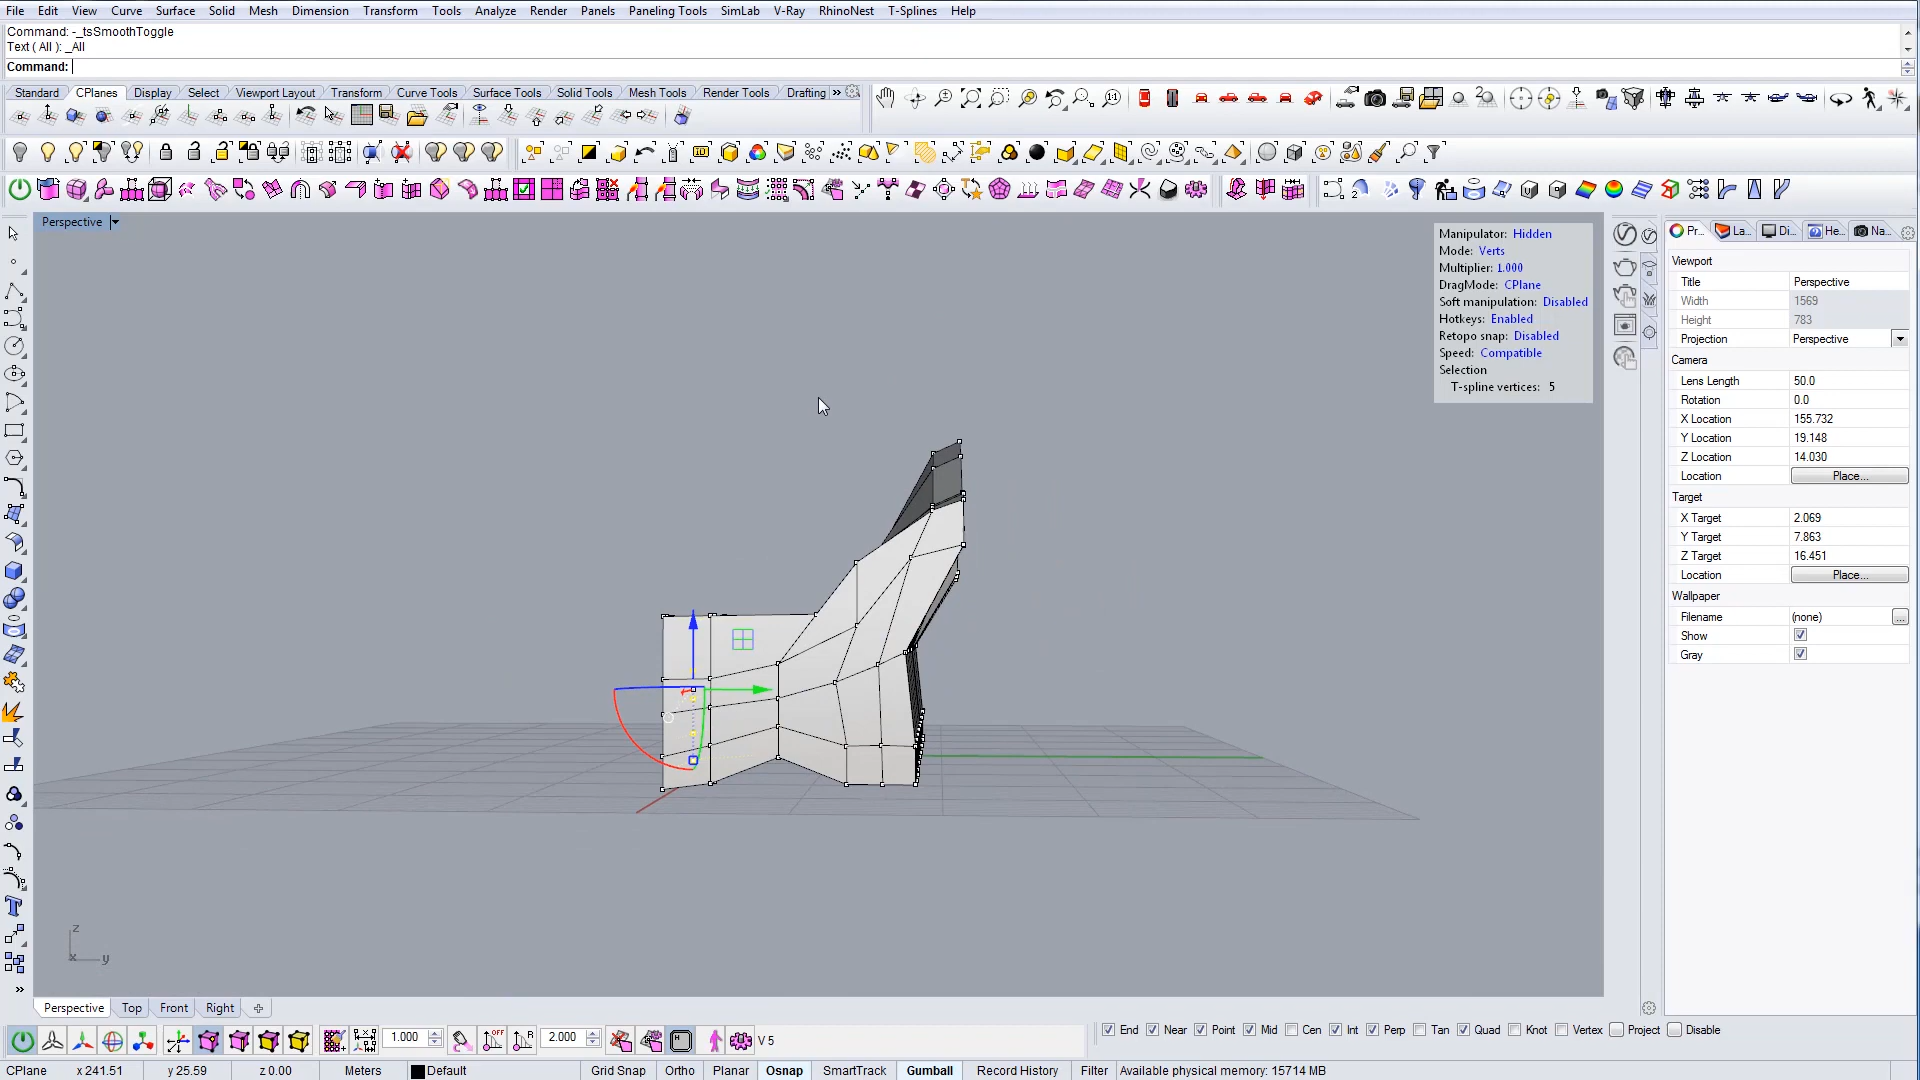 File Edit View Curve Surface Solid Mesh Dimension Transform Tools Analyze Render Panels Paneling Tools SimLab V-Ray RhinoNest T-Splines Help
Command: -_tsSmoothToggle
Text ( All ): _All
Command:
Standard CPlanes Display Select Viewport Layout Transform Curve Tools Surface Tools Solid Tools Mesh Tools Render Tools Drafting »
Perspective
Manipulator: Hidden
Mode: Verts
Multiplier: 1.000
DragMode: CPlane
Soft manipulation: Disabled
Hotkeys: Enabled
Retopo snap: Disabled
Speed: Compatible
Selection
T-spline vertices: 5
Pr... La... Di... He... Na...
Viewport
Title Perspective
Width 1569
Height 783
Projection Perspective
Camera
Lens Length 50.0
Rotation 0.0
X Location 155.732
Y Location 19.148
Z Location 14.030
Location Place...
Target
X Target 2.069
Y Target 7.863
Z Target 16.451
Location Place...
Wallpaper
Filename (none) ...
Show
Gray
z
x y
»
Perspective Top Front Right
1.000 OFF R 2.000 H V 5
End Near Point Mid Cen Int Perp Tan Quad Knot Vertex Project Disable
CPlane x 241.51 y 25.59 z 0.00 Meters Default Grid Snap Ortho Planar Osnap SmartTrack Gumball Record History Filter Available physical memory: 15714 MB